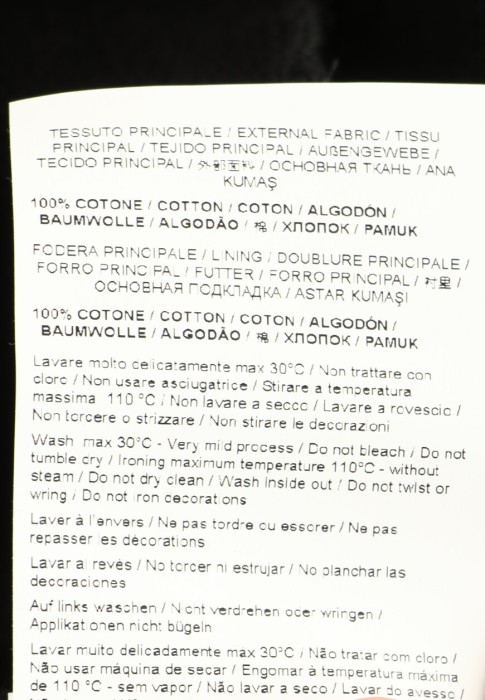 TESSUTO PRINCIPALE / EXTERNAL FABRIC / TISSU
PRINCIPAL / TEJIDO PRINCIPAL / AUßENGEWEBE /
TECIDO PRINCIPAL / 外部面料 / ОСНОВНАЯ ТКАНЬ / ANA
KUMAŞ
100% COTONE / COTTON / COTON / ALGODÓN /
BAUMWOLLE / ALGODÃO / 棉 / ХЛОПОК / PAMUK
FODERA PRINCIPALE / LINING / DOUBLURE PRINCIPALE /
FORRO PRINCIPAL / FUTTER / FORRO PRINCIPAL / 衬里 /
ОСНОВНАЯ ПОДКЛАДКА / ASTAR KUMAŞI
100% COTONE / COTTON / COTON / ALGODÓN /
BAUMWOLLE / ALGODÃO / 棉 / ХЛОПОК / PAMUK
Lavare molto delicatamente max 30°C / Non trattare con
cloro / Non usare asciugatrice / Stirare a temperatura
massima 110 °C / Non lavare a secco / Lavare a rovescio /
Non torcere o strizzare / Non stirare le decorazioni
Wash max 30°C - Very mild process / Do not bleach / Do not
tumble dry / Ironing maximum temperature 110°C - without
steam / Do not dry clean / Wash inside out / Do not twist or
wring / Do not iron decorations
Laver à l'envers / Ne pas tordre ou essorer / Ne pas
repasser les décorations
Lavar al revés / No torcer ni estrujar / No planchar las
decoraciones
Auf links waschen / Nicht verdrehen oder wringen /
Applikationen nicht bügeln
Lavar muito delicadamente max 30°C / Não tratar com cloro /
Não usar máquina de secar / Engomar à temperatura máxima
de 110 °C - sem vapor / Não lavar a seco / Lavar do avesso /